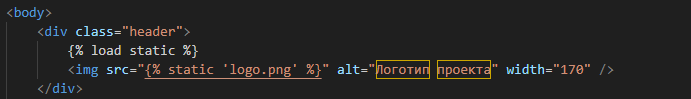 <body>
<div class="header">
{% load static %}
<img src="{% static 'logo.png' %}" alt="Логотип проекта" width="170" />
</div>